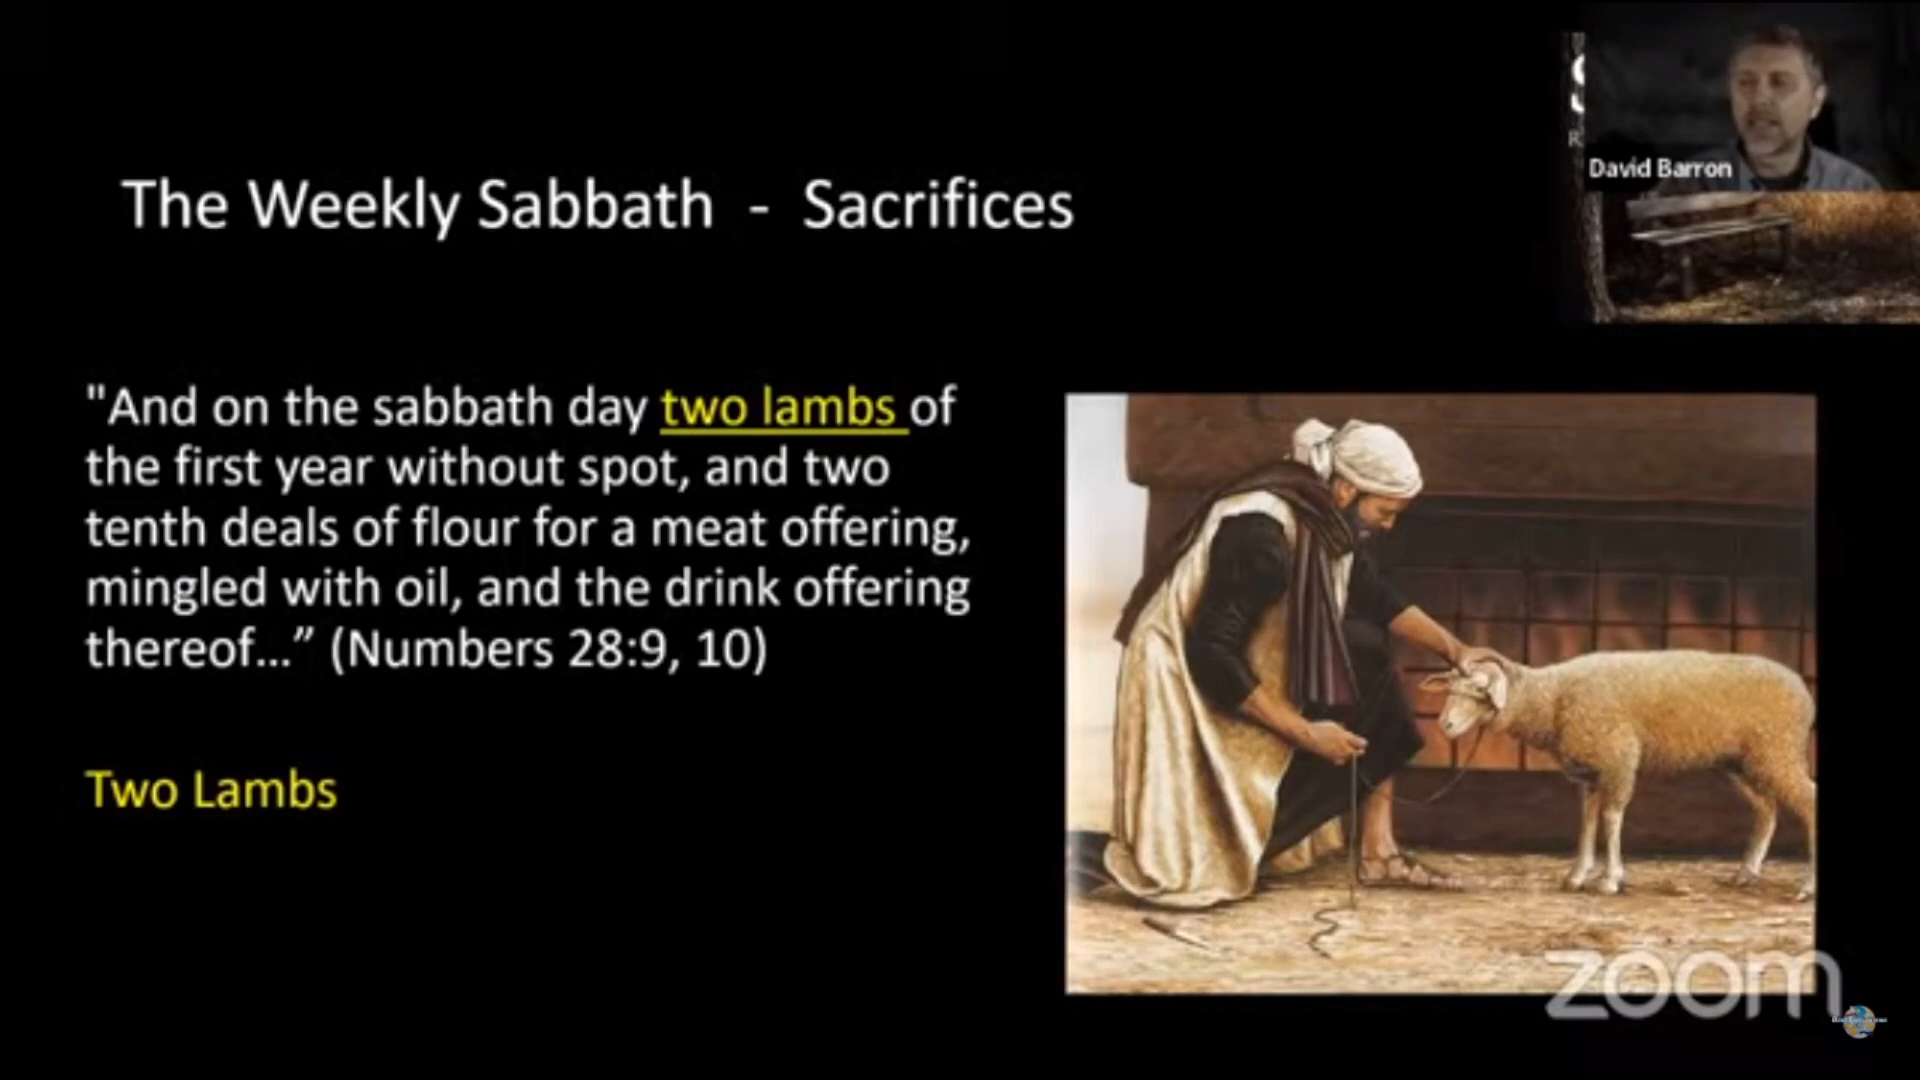 The Weekly Sabbath - Sacrifices
David Barron
"And on the sabbath day two lambs of
the first year without spot, and two
tenth deals of flour for a meat offering,
mingled with oil, and the drink offering
thereof…” (Numbers 28:9, 10)
Two Lambs
zoom